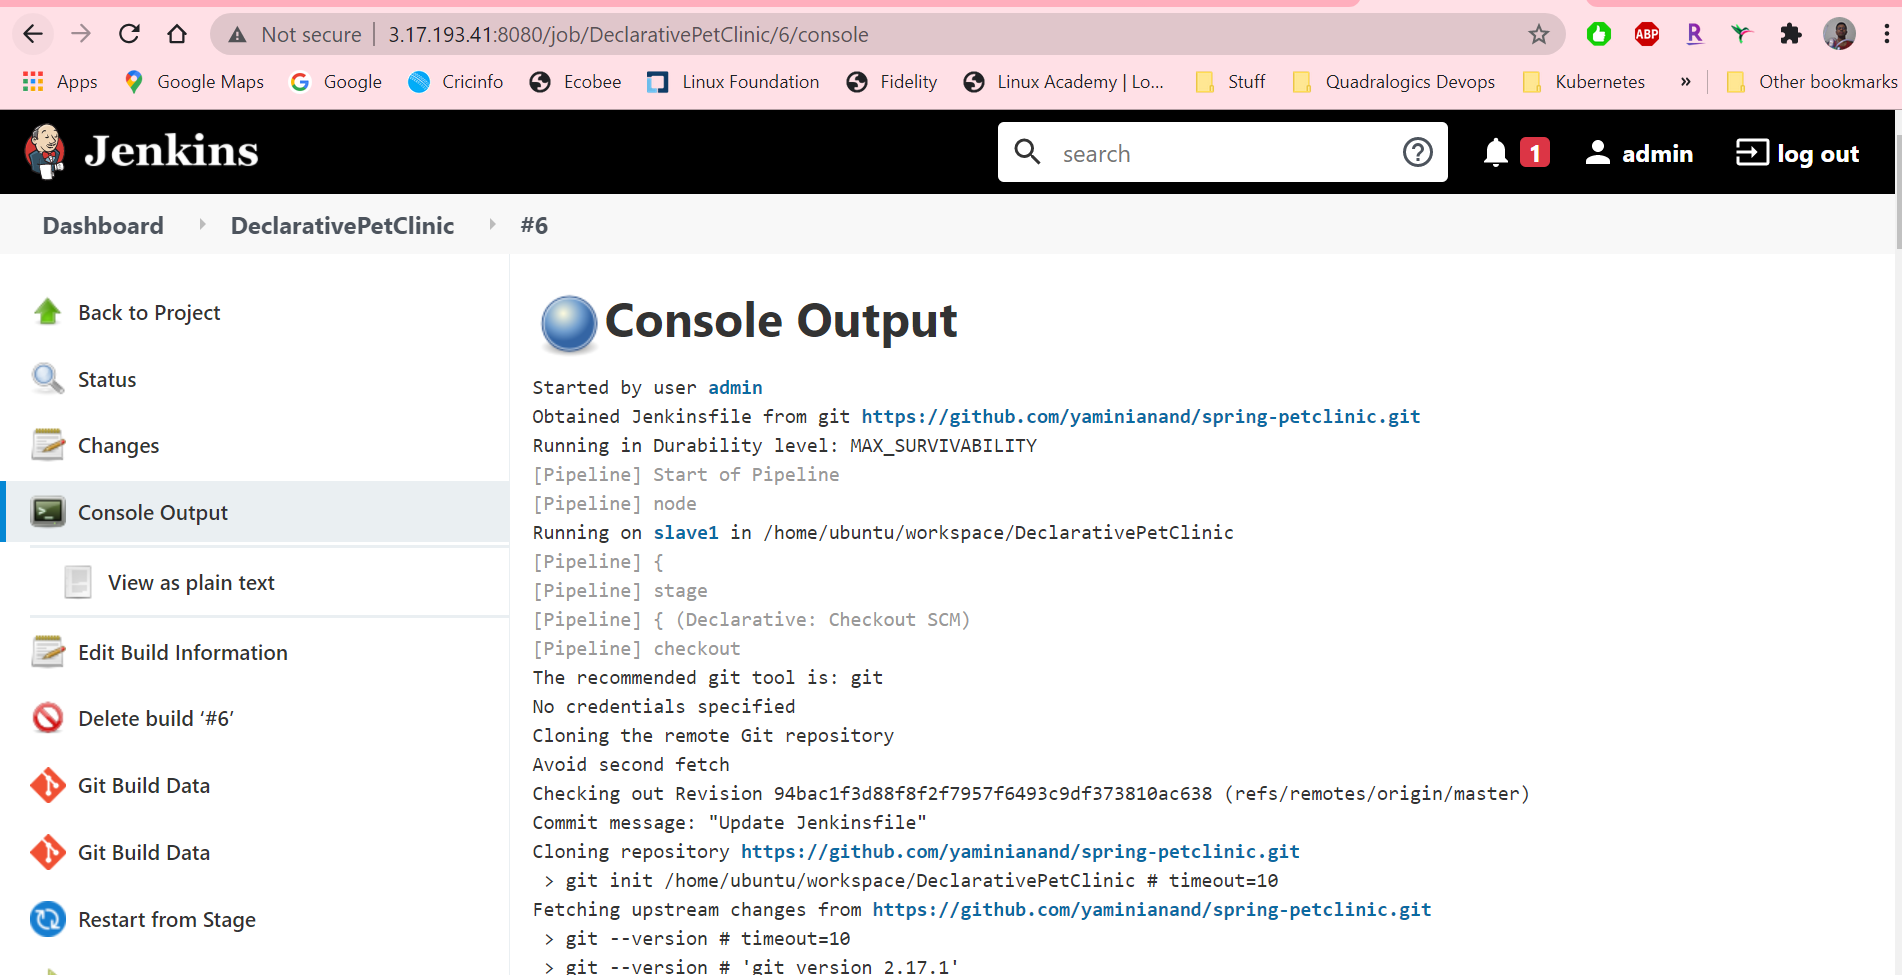 Not secure | 3.17.193.41:8080/job/DeclarativePetClinic/6/console
ABP
R
Apps
Google Maps
Google
Cricinfo
Ecobee
Linux Foundation
Fidelity
Linux Academy | Lo...
Stuff
Quadralogics Devops
Kubernetes
»
Other bookmarks
Jenkins
search
1
admin
log out
Dashboard
DeclarativePetClinic
#6
Back to Project
Status
Changes
Console Output
View as plain text
Edit Build Information
Delete build ‘#6’
Git Build Data
Git Build Data
Restart from Stage
Console Output
Started by user admin
Obtained Jenkinsfile from git https://github.com/yaminianand/spring-petclinic.git
Running in Durability level: MAX_SURVIVABILITY
[Pipeline] Start of Pipeline
[Pipeline] node
Running on slave1 in /home/ubuntu/workspace/DeclarativePetClinic
[Pipeline] {
[Pipeline] stage
[Pipeline] { (Declarative: Checkout SCM)
[Pipeline] checkout
The recommended git tool is: git
No credentials specified
Cloning the remote Git repository
Avoid second fetch
Checking out Revision 94bac1f3d88f8f2f7957f6493c9df373810ac638 (refs/remotes/origin/master)
Commit message: "Update Jenkinsfile"
Cloning repository https://github.com/yaminianand/spring-petclinic.git
> git init /home/ubuntu/workspace/DeclarativePetClinic # timeout=10
Fetching upstream changes from https://github.com/yaminianand/spring-petclinic.git
> git --version # timeout=10
> git --version # 'git version 2.17.1'